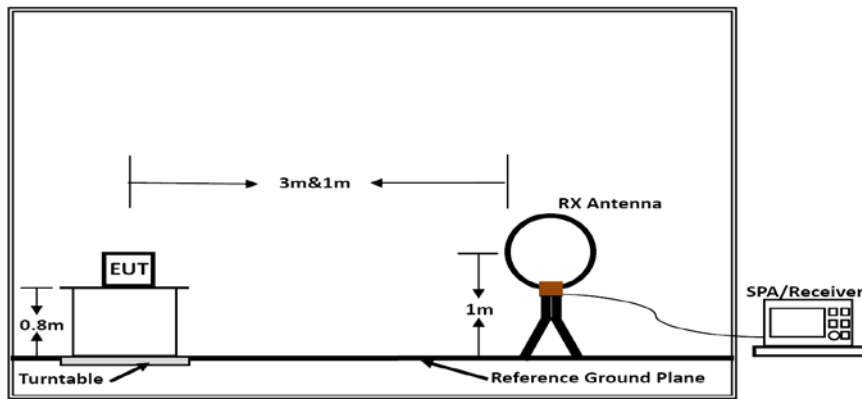 3m&1m
RX Antenna
EUT
SPA/Receiver
0.8m
1m
Turntable
Reference Ground Plane